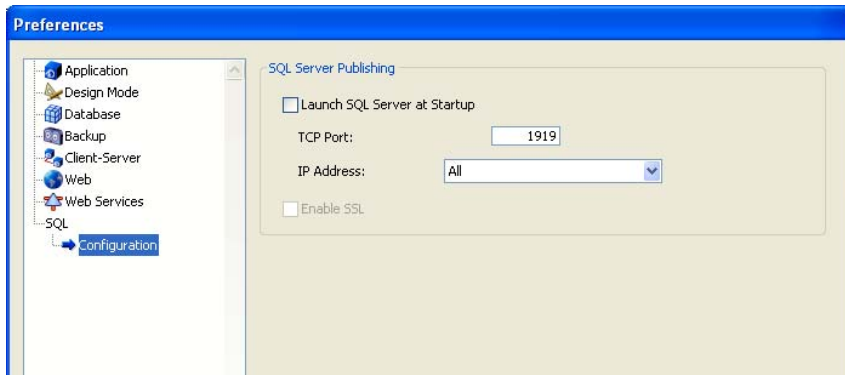 Preferences
Application
Design Mode
Database
Backup
Client-Server
Web
Web Services
SQL
Configuration
SQL Server Publishing
Launch SQL Server at Startup
TCP Port: 1919
IP Address: All
Enable SSL